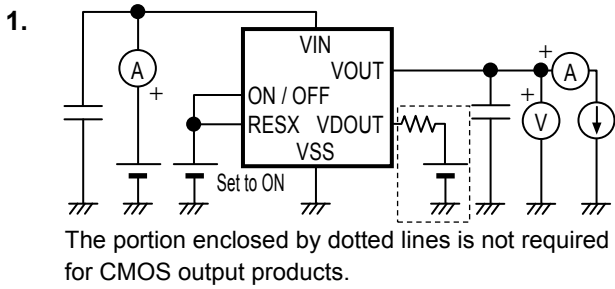 1.
VIN
A
VOUT
+
A
+
ON / OFF
+
RESX VDOUT
V
VSS
Set to ON
The portion enclosed by dotted lines is not required
for CMOS output products.